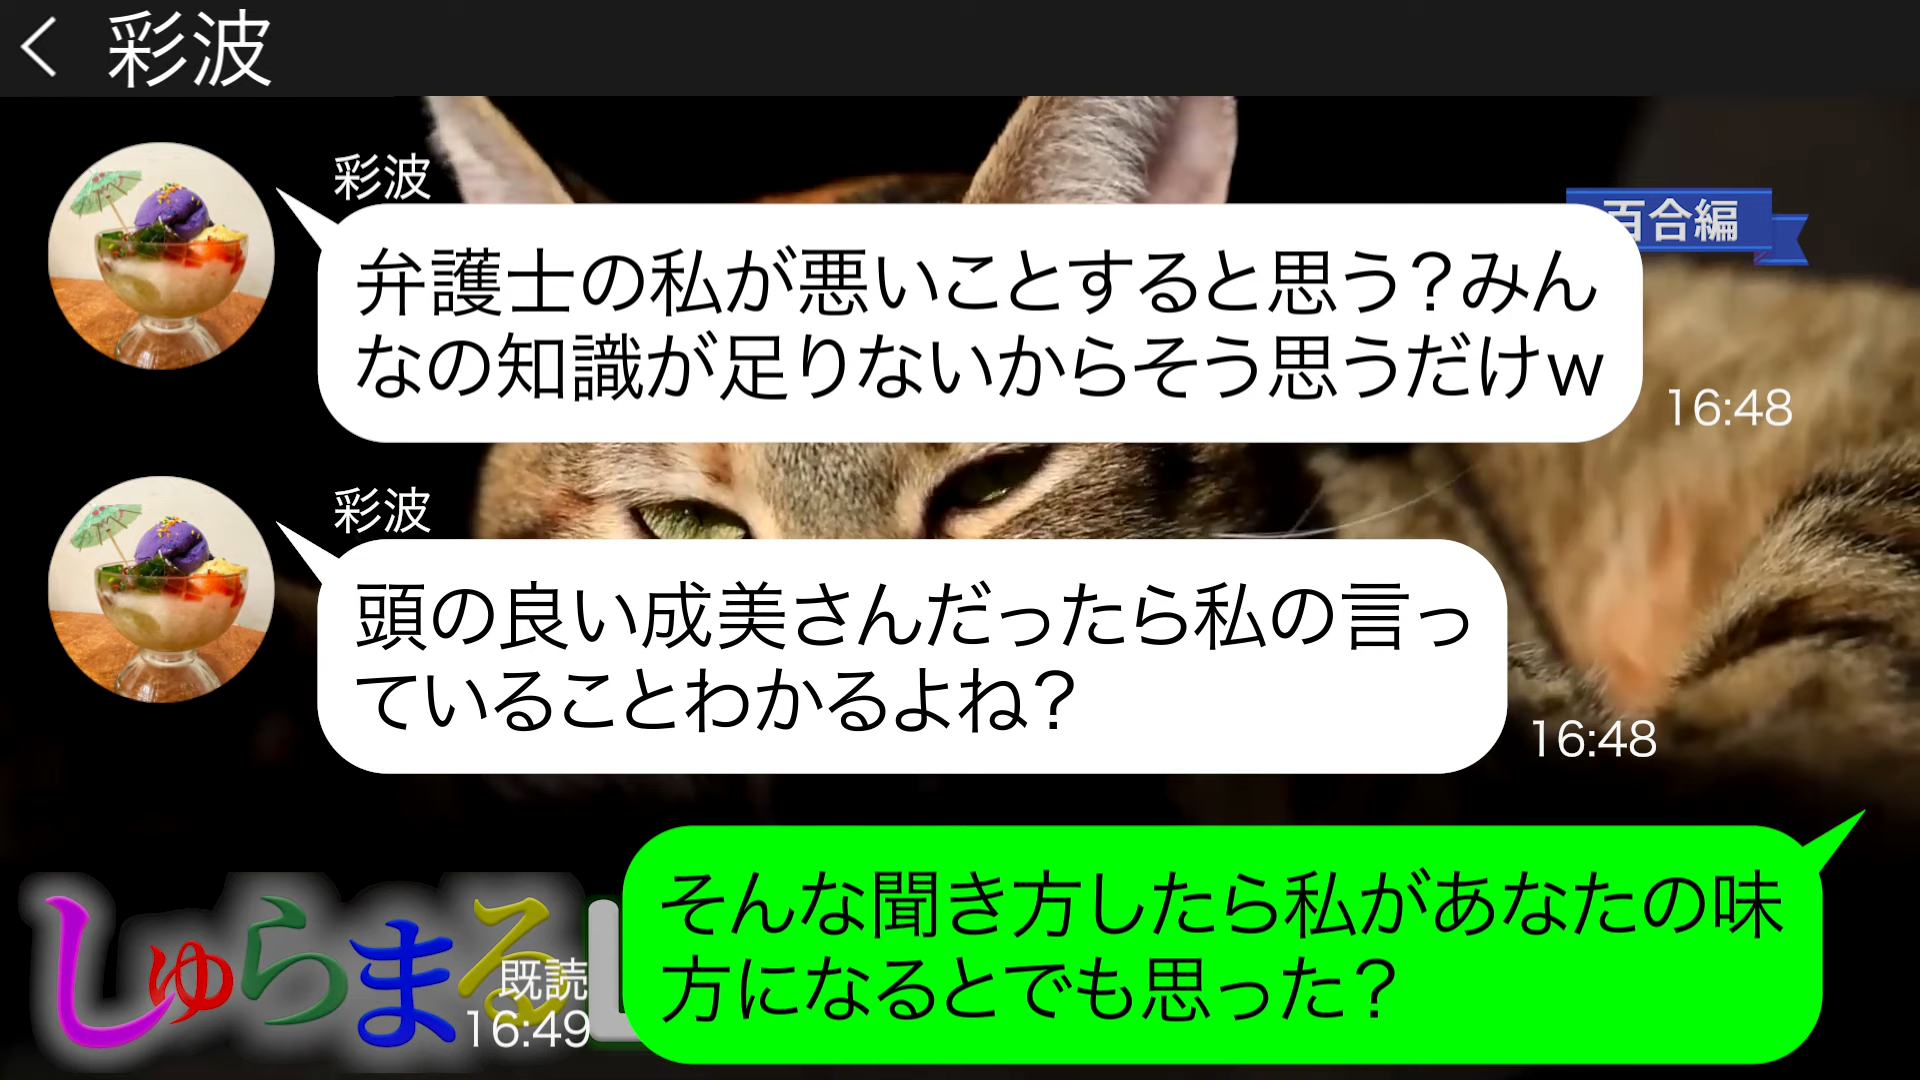 彩波
彩波
百合編
弁護士の私が悪いことすると思う？みん
なの知識が足りないからそう思うだけｗ
16:48
彩波
頭の良い成美さんだったら私の言っ
ていることわかるよね？
16:48
そんな聞き方したら私があなたの味
方になるとでも思った？
既読
16:49
しゅらまる